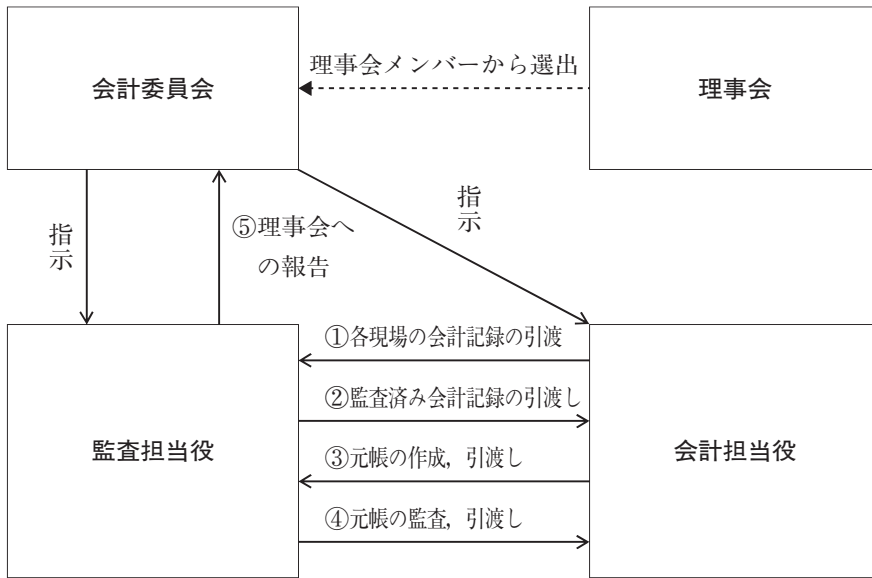 理事会メンバーから選出
会計委員会
理事会
指示
⑤理事会へ
の報告
指示
①各現場の会計記録の引渡
②監査済み会計記録の引渡し
監査担当役
会計担当役
③元帳の作成，引渡し
④元帳の監査，引渡し